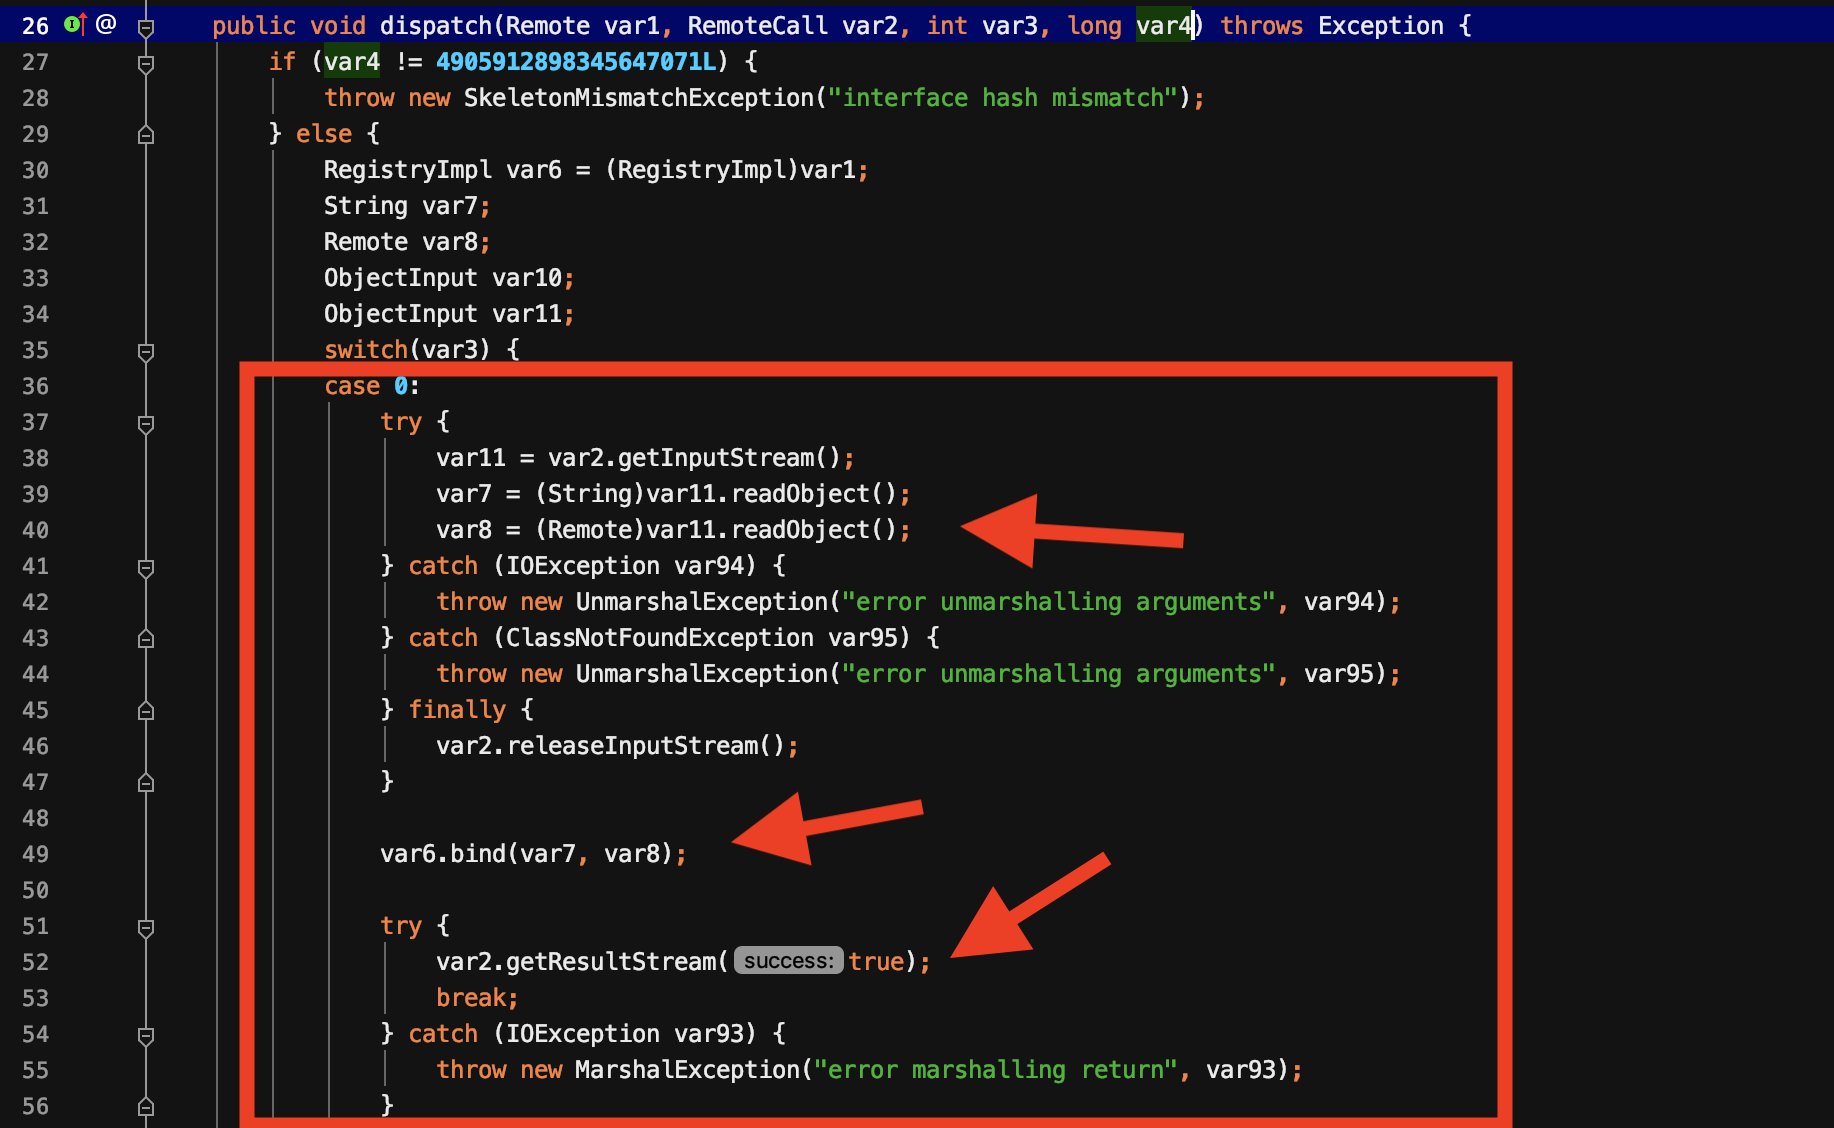 26 @ public void dispatch(Remote var1, RemoteCall var2, int var3, long var4) throws Exception {
27 if (var4 != 4905912898345647071L) {
28 throw new SkeletonMismatchException("interface hash mismatch");
29 } else {
30 RegistryImpl var6 = (RegistryImpl)var1;
31 String var7;
32 Remote var8;
33 ObjectInput var10;
34 ObjectInput var11;
35 switch(var3) {
36 case 0:
37 try {
38 var11 = var2.getInputStream();
39 var7 = (String)var11.readObject();
40 var8 = (Remote)var11.readObject();
41 } catch (IOException var94) {
42 throw new UnmarshalException("error unmarshalling arguments", var94);
43 } catch (ClassNotFoundException var95) {
44 throw new UnmarshalException("error unmarshalling arguments", var95);
45 } finally {
46 var2.releaseInputStream();
47 }
48
49 var6.bind(var7, var8);
50
51 try {
52 var2.getResultStream( success: true);
53 break;
54 } catch (IOException var93) {
55 throw new MarshalException("error marshalling return", var93);
56 }